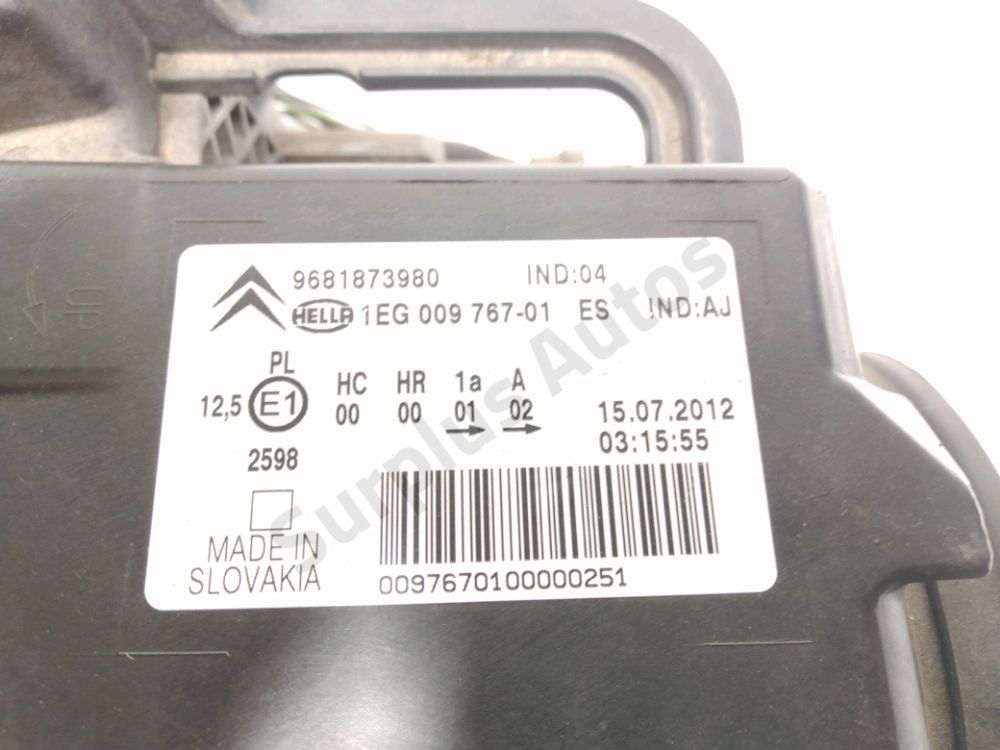 9681873980 IND:04
HELLA 1EG 009 767-01 ES IND:AJ
PL HC HR 1a A
12,5 E1 00 00 01 02 15.07.2012
2598 03:15:55
MADE IN
SLOVAKIA
0097670100000251
UP
Surplus Autos